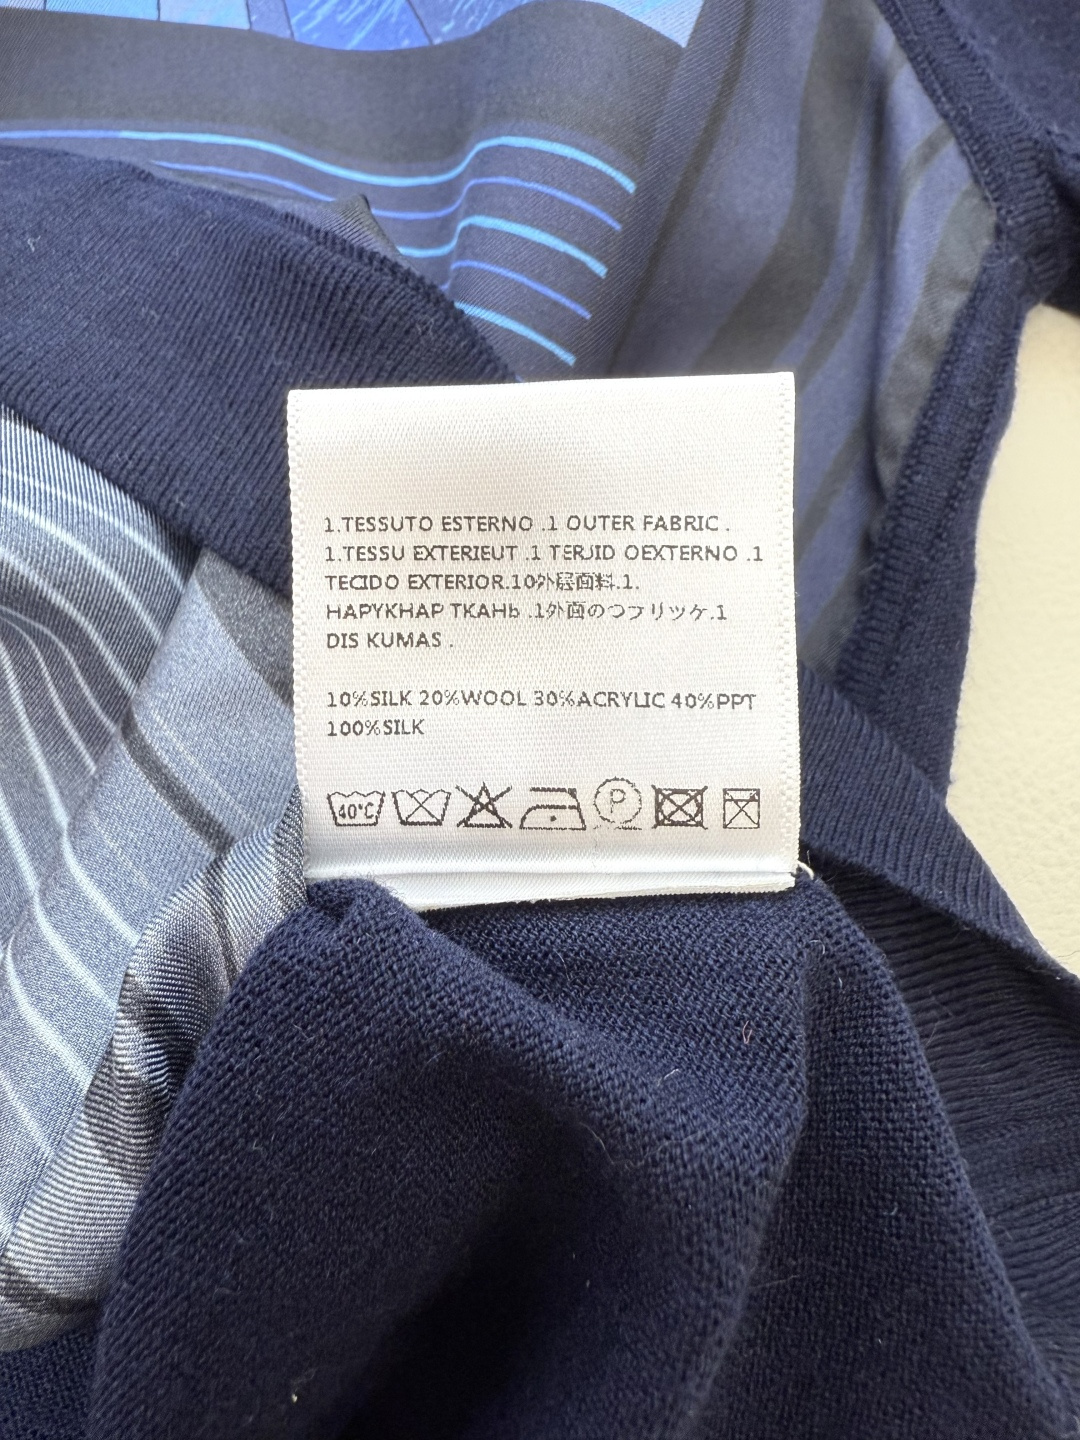 1.TESSUTO ESTERNO .1 OUTER FABRIC .
1.TESSU EXTERIEUT .1 TERJID OEXTERNO .1
TECIDO EXTERIOR.10外层面料.1.
HAPYKHAP TKAHb .1外面のつフリッケ.1
DIS KUMAS .
10%SILK 20%WOOL 30%ACRYLIC 40%PPT
100%SILK
40°C
P